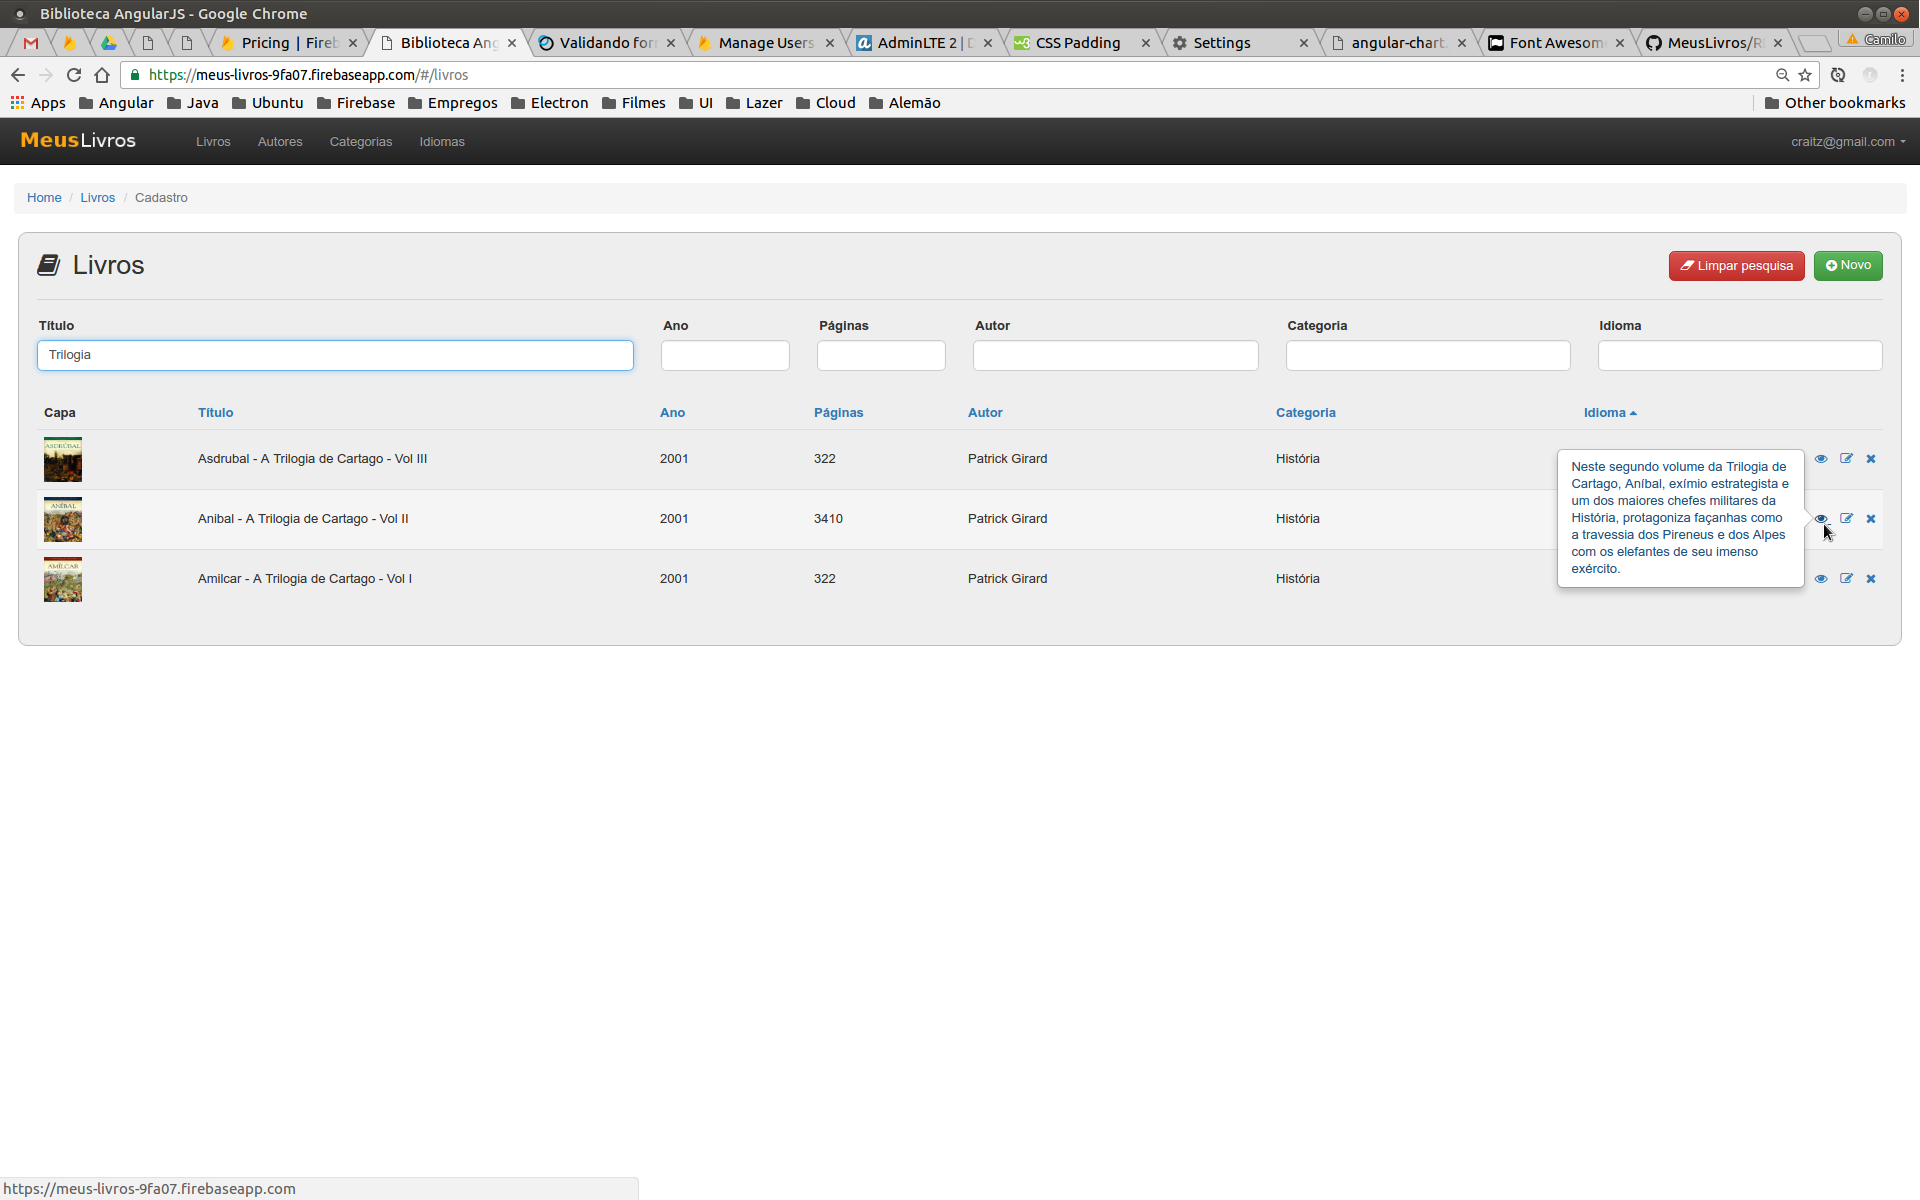 Biblioteca AngularJS - Google Chrome
Pricing | Fireb
Biblioteca Ang
Validando for
Manage Users
AdminLTE 2 | D
CSS Padding
Settings
angular-chart.
Font Awesom
MeusLivros/R
Camilo
https://meus-livros-9fa07.firebaseapp.com/#/livros
Apps Angular Java Ubuntu Firebase Empregos Electron Filmes UI Lazer Cloud Alemão Other bookmarks
MeusLivros Livros Autores Categorias Idiomas craitz@gmail.com
Home / Livros / Cadastro
Livros Limpar pesquisa Novo
Título Ano Páginas Autor Categoria Idioma
Trilogia
Capa Título Ano Páginas Autor Categoria Idioma
ASDRÚBAL
Asdrubal - A Trilogia de Cartago - Vol III 2001 322 Patrick Girard História
ANÍBAL
Anibal - A Trilogia de Cartago - Vol II 2001 3410 Patrick Girard História
AMÍLCAR
Amilcar - A Trilogia de Cartago - Vol I 2001 322 Patrick Girard História
Neste segundo volume da Trilogia de
Cartago, Aníbal, exímio estrategista e
um dos maiores chefes militares da
História, protagoniza façanhas como
a travessia dos Pireneus e dos Alpes
com os elefantes de seu imenso
exército.
https://meus-livros-9fa07.firebaseapp.com